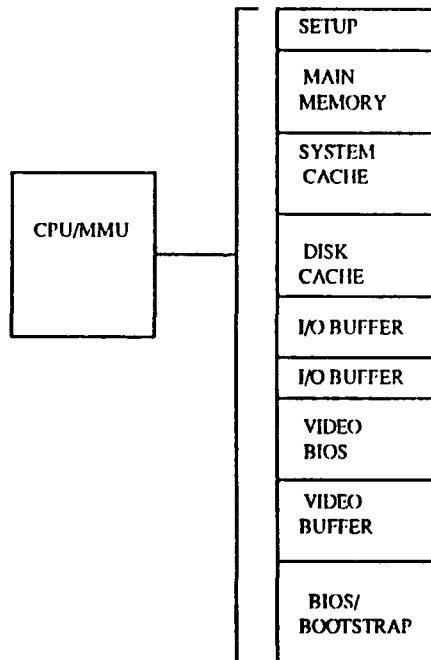 SETUP
MAIN
MEMORY
SYSTEM
CACHE
CPU/MMU
DISK
CACHE
I/O BUFFER
I/O BUFFER
VIDEO
BIOS
VIDEO
BUFFER
BIOS/
BOOTSTRAP